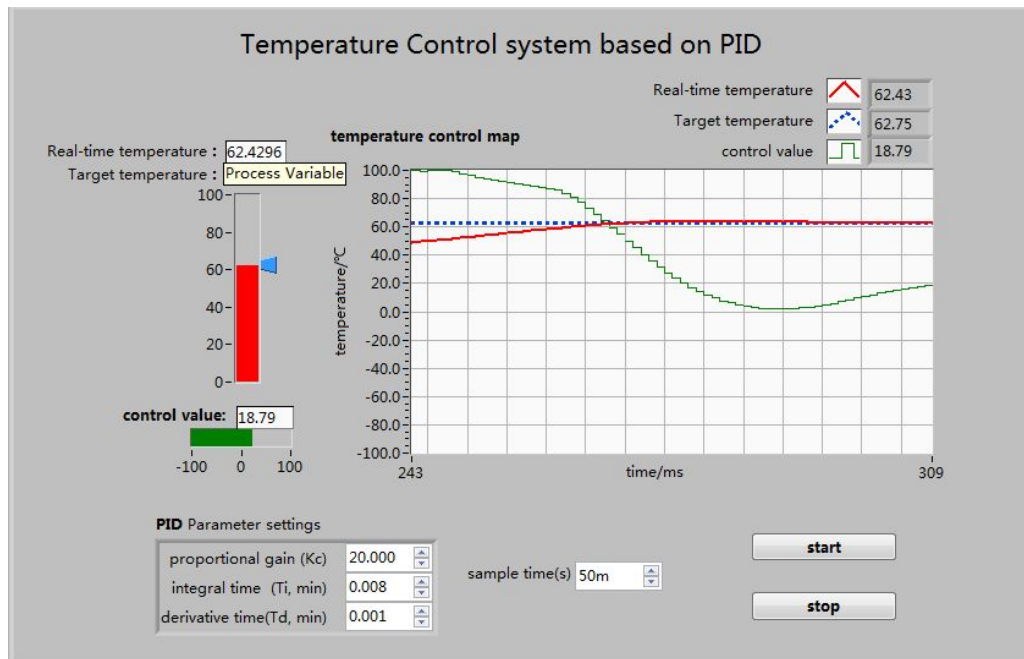 Temperature Control system based on PID
Real-time temperature 62.43
Target temperature 62.75
control value 18.79
temperature control map
Real-time temperature : 62.4296
Target temperature : Process Variable
100
80
60
40
20
0
control value: 18.79
-100 0 100
temperature/℃
100.0
80.0
60.0
40.0
20.0
0.0
-20.0
-40.0
-60.0
-80.0
-100.0
243 time/ms 309
PID Parameter settings
proportional gain (Kc) 20.000
integral time (Ti, min) 0.008
derivative time(Td, min) 0.001
sample time(s) 50m
start
stop